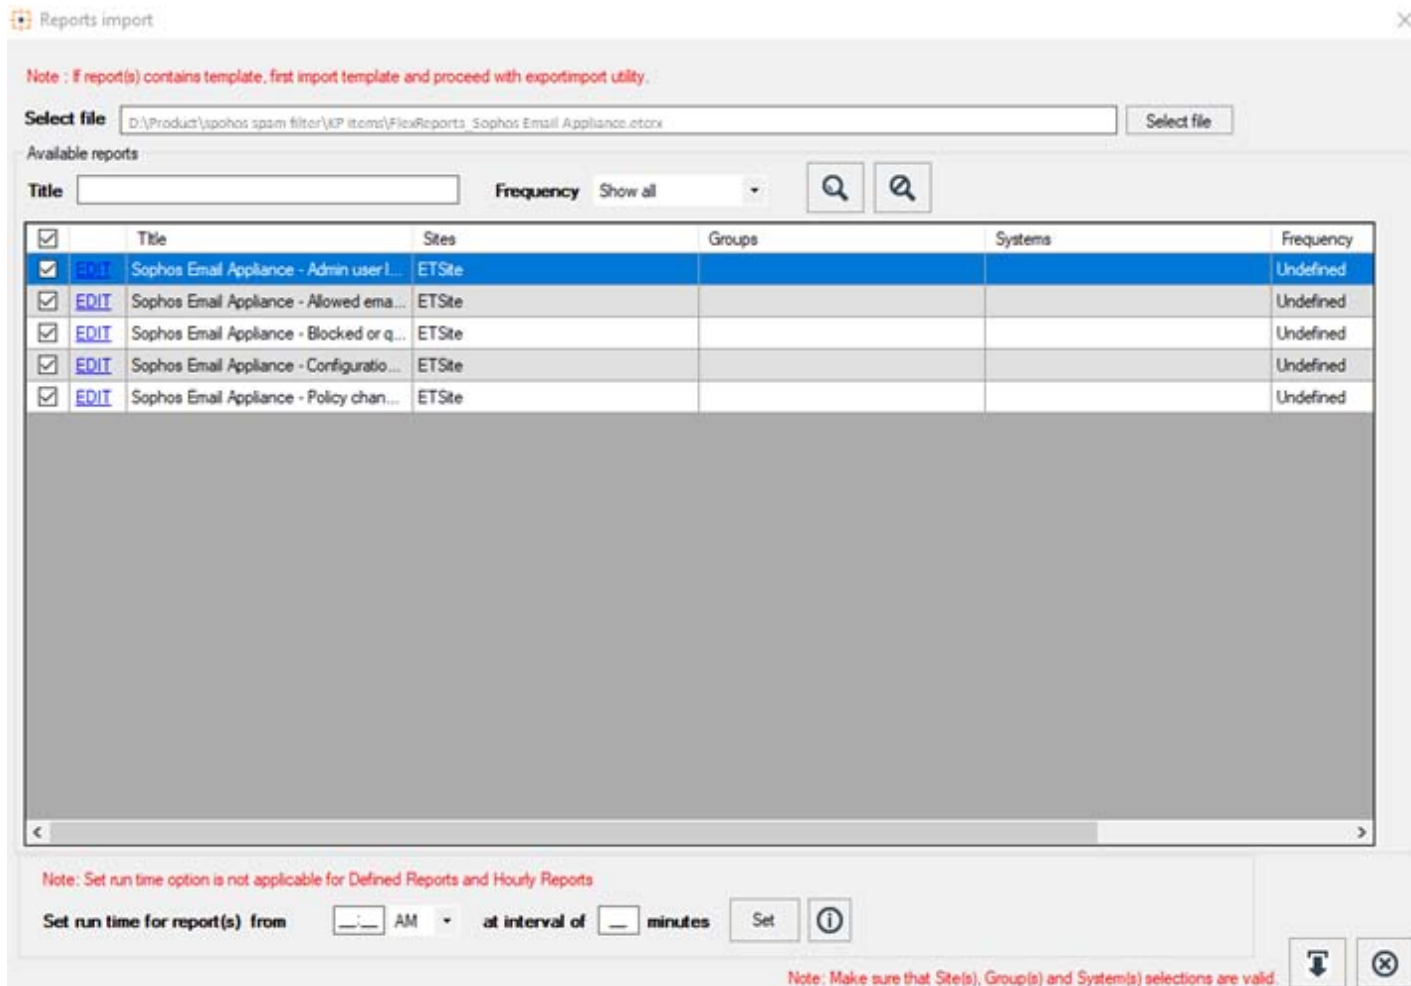 Reports import
Note : If report(s) contains template, first import template and proceed with exportimport utility.
Select file D:\Product\spohos spam filter\KP items\FlexReports_Sophos Email Appliance.etcrx Select file
Available reports
Title Frequency Show all
Title Sites Groups Systems Frequency
EDIT Sophos Email Appliance - Admin user l... ETSite Undefined
EDIT Sophos Email Appliance - Allowed ema... ETSite Undefined
EDIT Sophos Email Appliance - Blocked or q... ETSite Undefined
EDIT Sophos Email Appliance - Configuratio... ETSite Undefined
EDIT Sophos Email Appliance - Policy chan... ETSite Undefined
Note: Set run time option is not applicable for Defined Reports and Hourly Reports
Set run time for report(s) from __:__ AM at interval of __ minutes Set
Note: Make sure that Site(s), Group(s) and System(s) selections are valid.